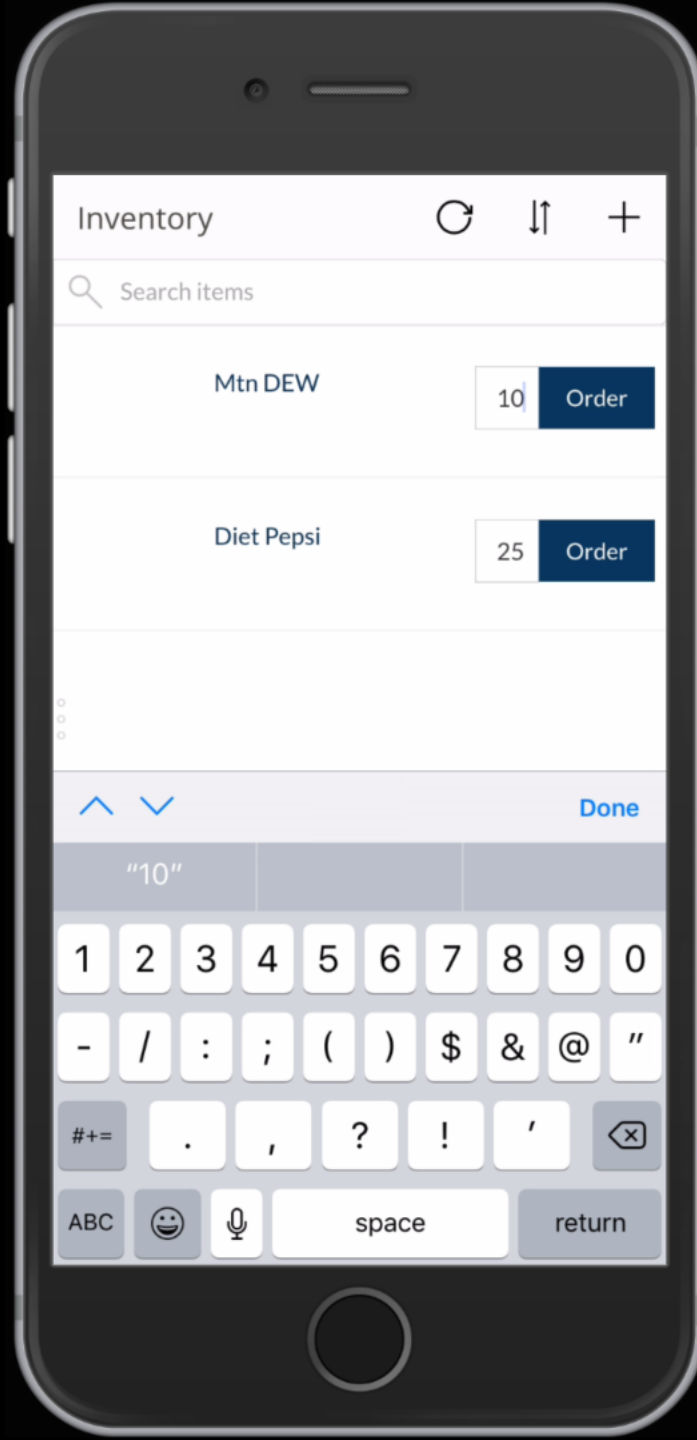 Inventory
Search items
Mtn DEW 10 Order
Diet Pepsi 25 Order
Done
“10”
1 2 3 4 5 6 7 8 9 0
- / : ; ( ) $ & @ "
#+= . , ? ! '
ABC space return